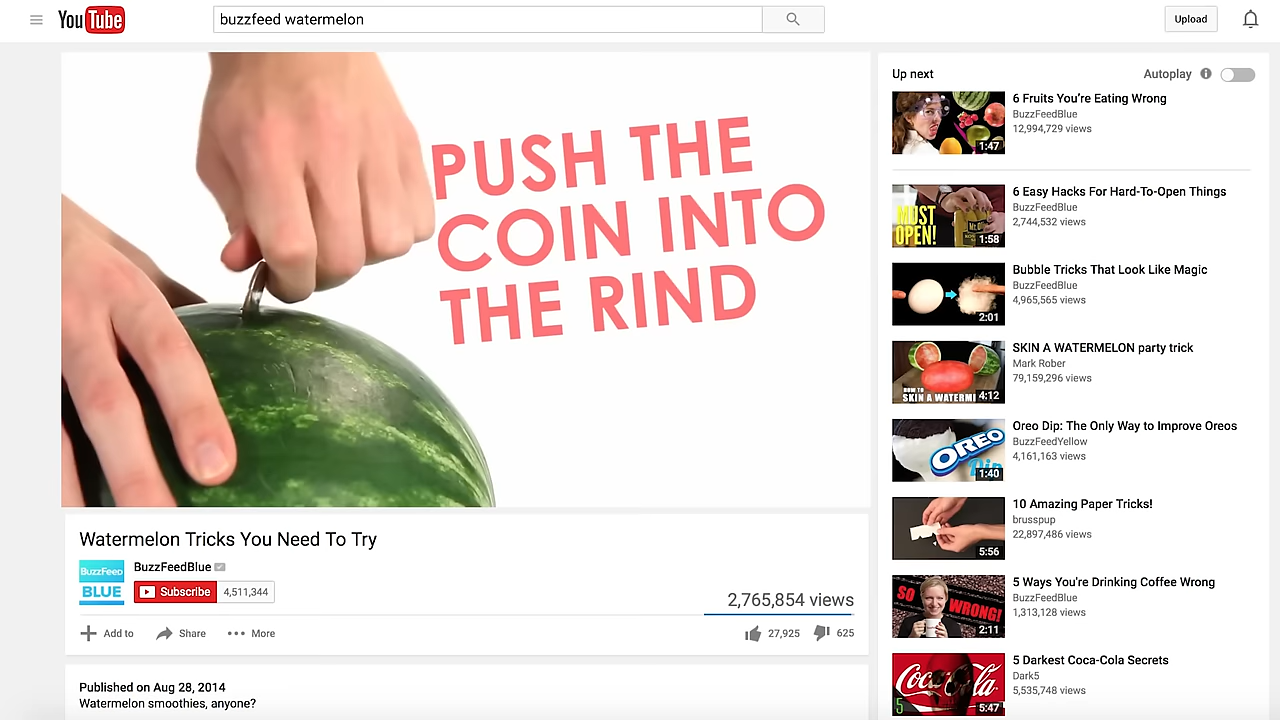 YouTube
buzzfeed watermelon
Upload
PUSH THE
COIN INTO
THE RIND
Watermelon Tricks You Need To Try
BuzzFeed
BLUE
BuzzFeedBlue
Subscribe 4,511,344
2,765,854 views
Add to Share More
27,925 625
Published on Aug 28, 2014
Watermelon smoothies, anyone?
Up next Autoplay
1:47
6 Fruits You're Eating Wrong
BuzzFeedBlue
12,994,729 views
MUST
OPEN!
1:58
6 Easy Hacks For Hard-To-Open Things
BuzzFeedBlue
2,744,532 views
2:01
Bubble Tricks That Look Like Magic
BuzzFeedBlue
4,965,565 views
HOW TO
SKIN A WATERMI
4:12
SKIN A WATERMELON party trick
Mark Rober
79,159,296 views
OREO
Dip
1:40
Oreo Dip: The Only Way to Improve Oreos
BuzzFeedYellow
4,161,163 views
5:56
10 Amazing Paper Tricks!
brusspup
22,897,486 views
SO
WRONG!
2:11
5 Ways You're Drinking Coffee Wrong
BuzzFeedBlue
1,313,128 views
Coca Cola
5
5:47
5 Darkest Coca-Cola Secrets
Dark5
5,535,748 views